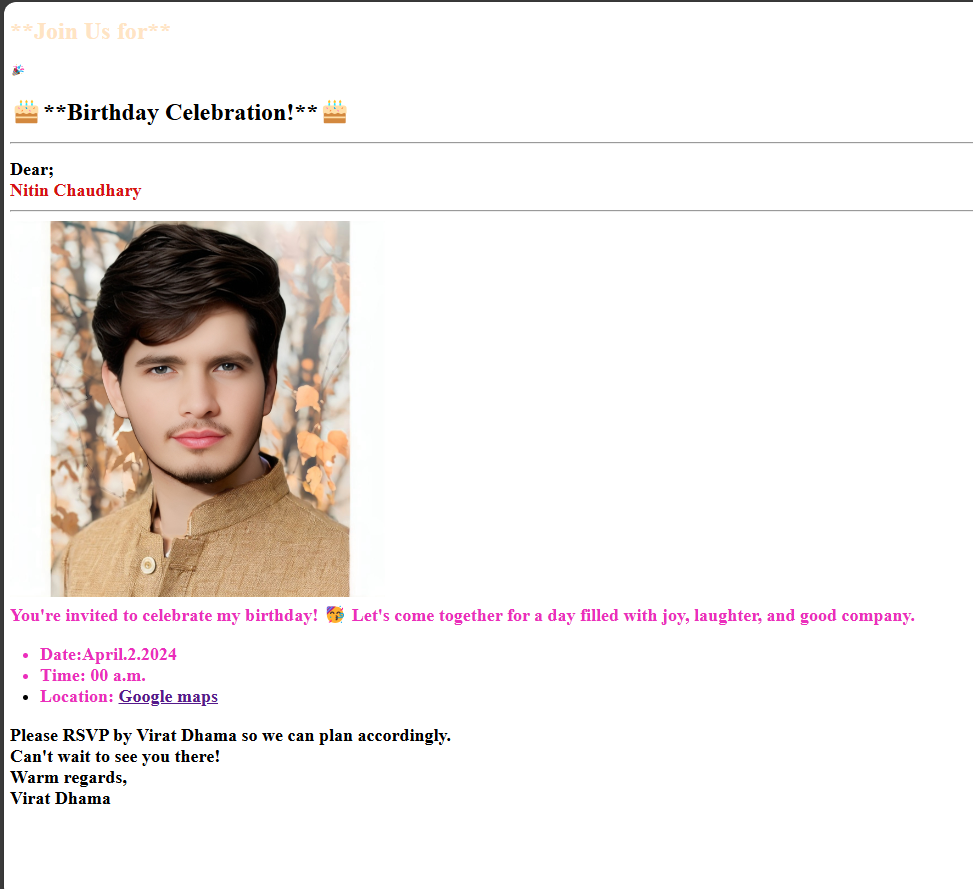 **Join Us for**
🎉
🎂**Birthday Celebration!**🎂
Dear;
Nitin Chaudhary
You're invited to celebrate my birthday! 🥳 Let's come together for a day filled with joy, laughter, and good company.
• Date:April.2.2024
• Time: 00 a.m.
• Location: Google maps
Please RSVP by Virat Dhama so we can plan accordingly.
Can't wait to see you there!
Warm regards,
Virat Dhama